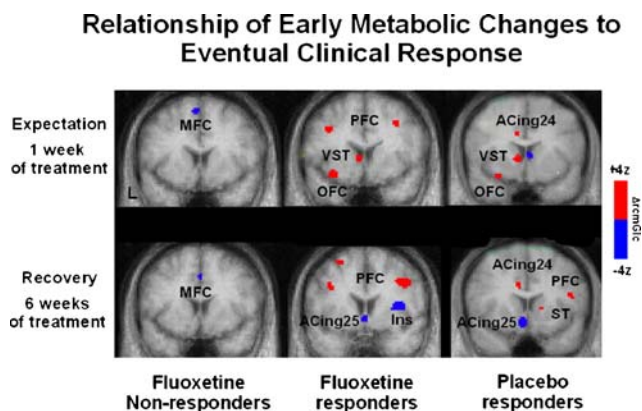 Relationship of Early Metabolic Changes to
Eventual Clinical Response
Expectation
1 week
of treatment
MFC
L
PFC
VST
OFC
ACing24
VST
OFC
+4z
ΔrcmGlc
-4z
Recovery
6 weeks
of treatment
MFC
PFC
ACing25
Ins
ACing24
PFC
ACing25
ST
Fluoxetine
Non-responders
Fluoxetine
responders
Placebo
responders